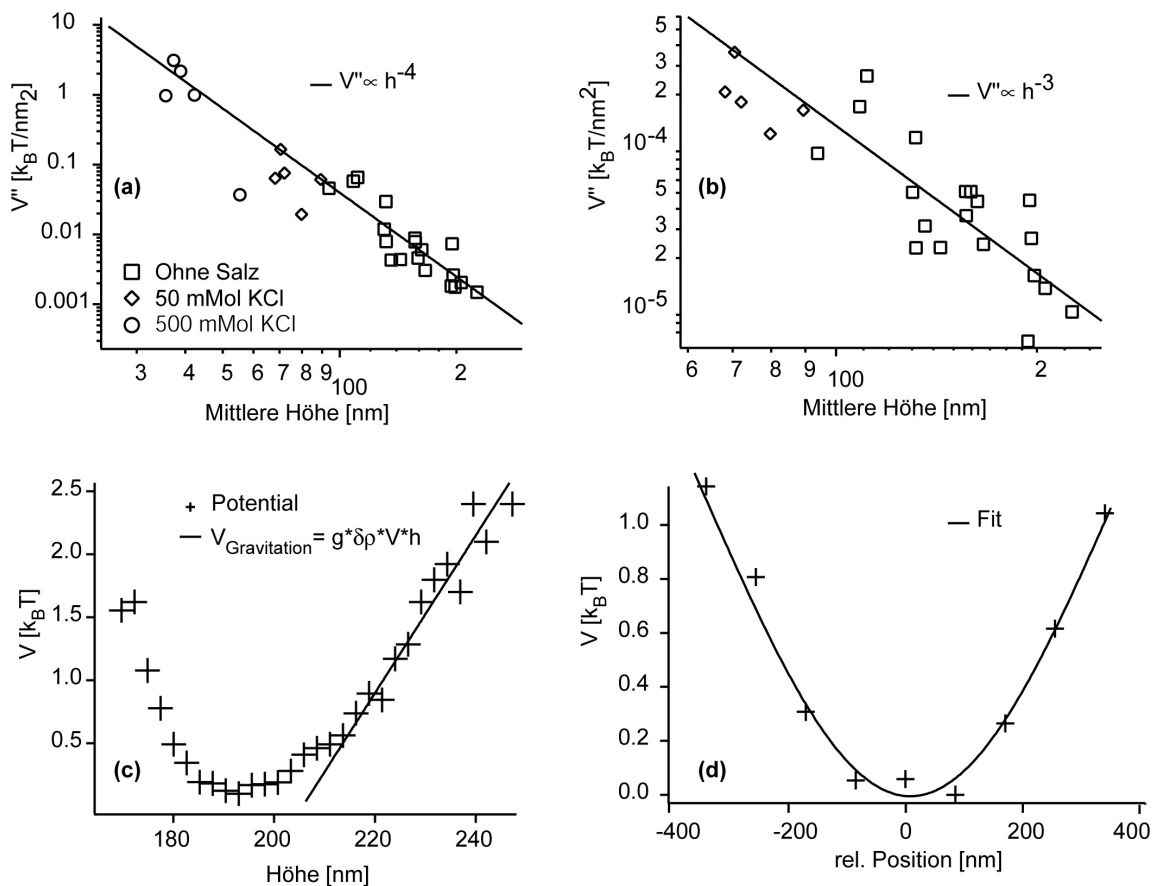 10
1
0.1
0.01
0.001
V'' [kBT/nm2]
(a)
V''∝ h-4
Ohne Salz
50 mMol KCl
500 mMol KCl
3 4 5 6 7 8 9 100 2
Mittlere Höhe [nm]
5
3
2
10-4
5
3
2
10-5
V'' [kBT/nm2]
(b)
V''∝ h-3
6 7 8 9 100 2
Mittlere Höhe [nm]
2.5
2.0
1.5
1.0
0.5
V [kBT]
(c)
Potential
VGravitation= g*δρ*V*h
180 200 220 240
Höhe [nm]
1.0
0.8
0.6
0.4
0.2
0.0
V [kBT]
(d)
Fit
-400 -200 0 200 400
rel. Position [nm]